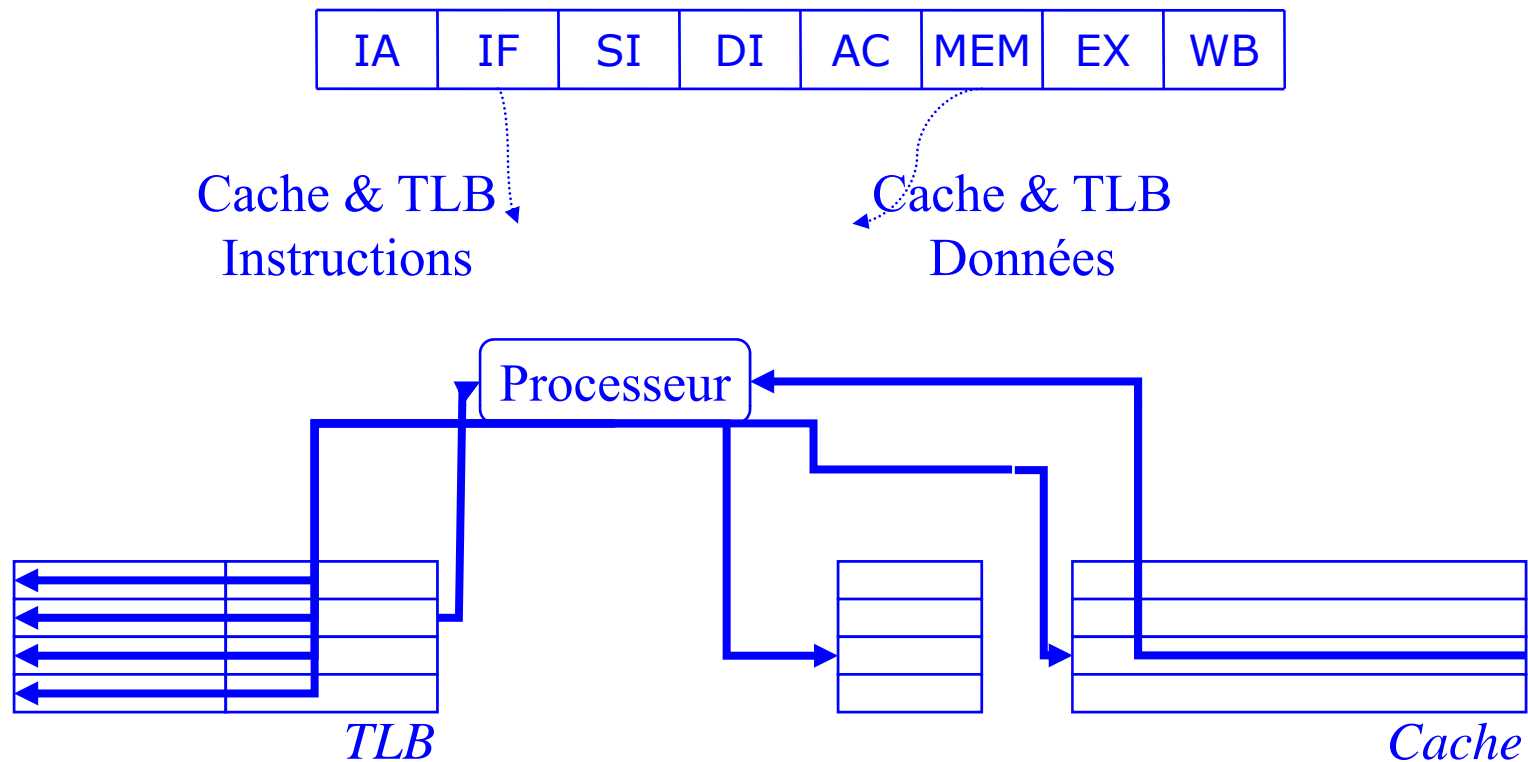 IA IF SI DI AC MEM EX WB
Cache & TLB
Instructions
Cache & TLB
Données
Processeur
TLB
Cache